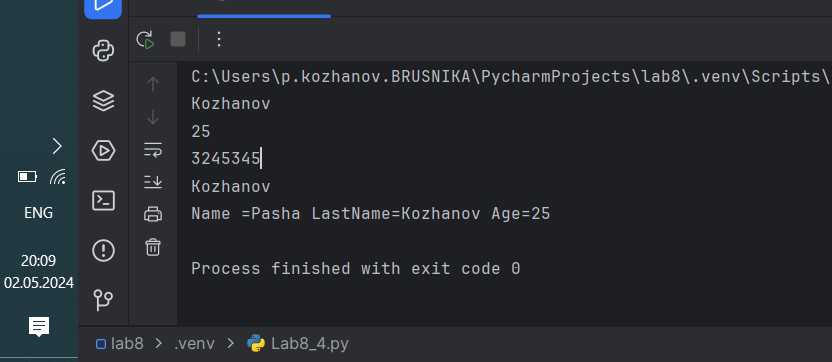 C:\Users\p.kozhanov.BRUSNIKA\PycharmProjects\lab8\.venv\Scripts\
Kozhanov
25
3245345
Kozhanov
Name =Pasha LastName=Kozhanov Age=25
Process finished with exit code 0
ENG
20:09
02.05.2024
lab8 > .venv > Lab8_4.py